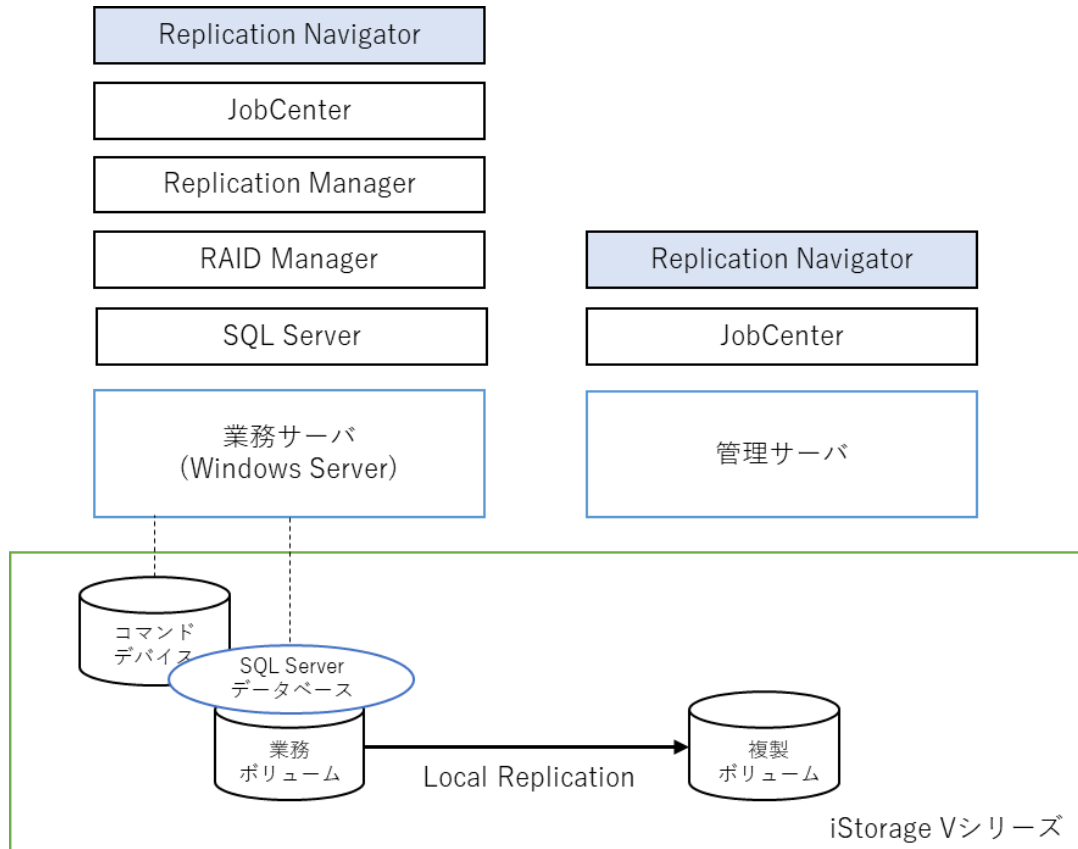 Replication Navigator
JobCenter
Replication Manager
RAID Manager
SQL Server
業務サーバ
(Windows Server)
Replication Navigator
JobCenter
管理サーバ
コマンド
デバイス
SQL Server
データベース
業務
ボリューム
Local Replication
複製
ボリューム
iStorage Vシリーズ